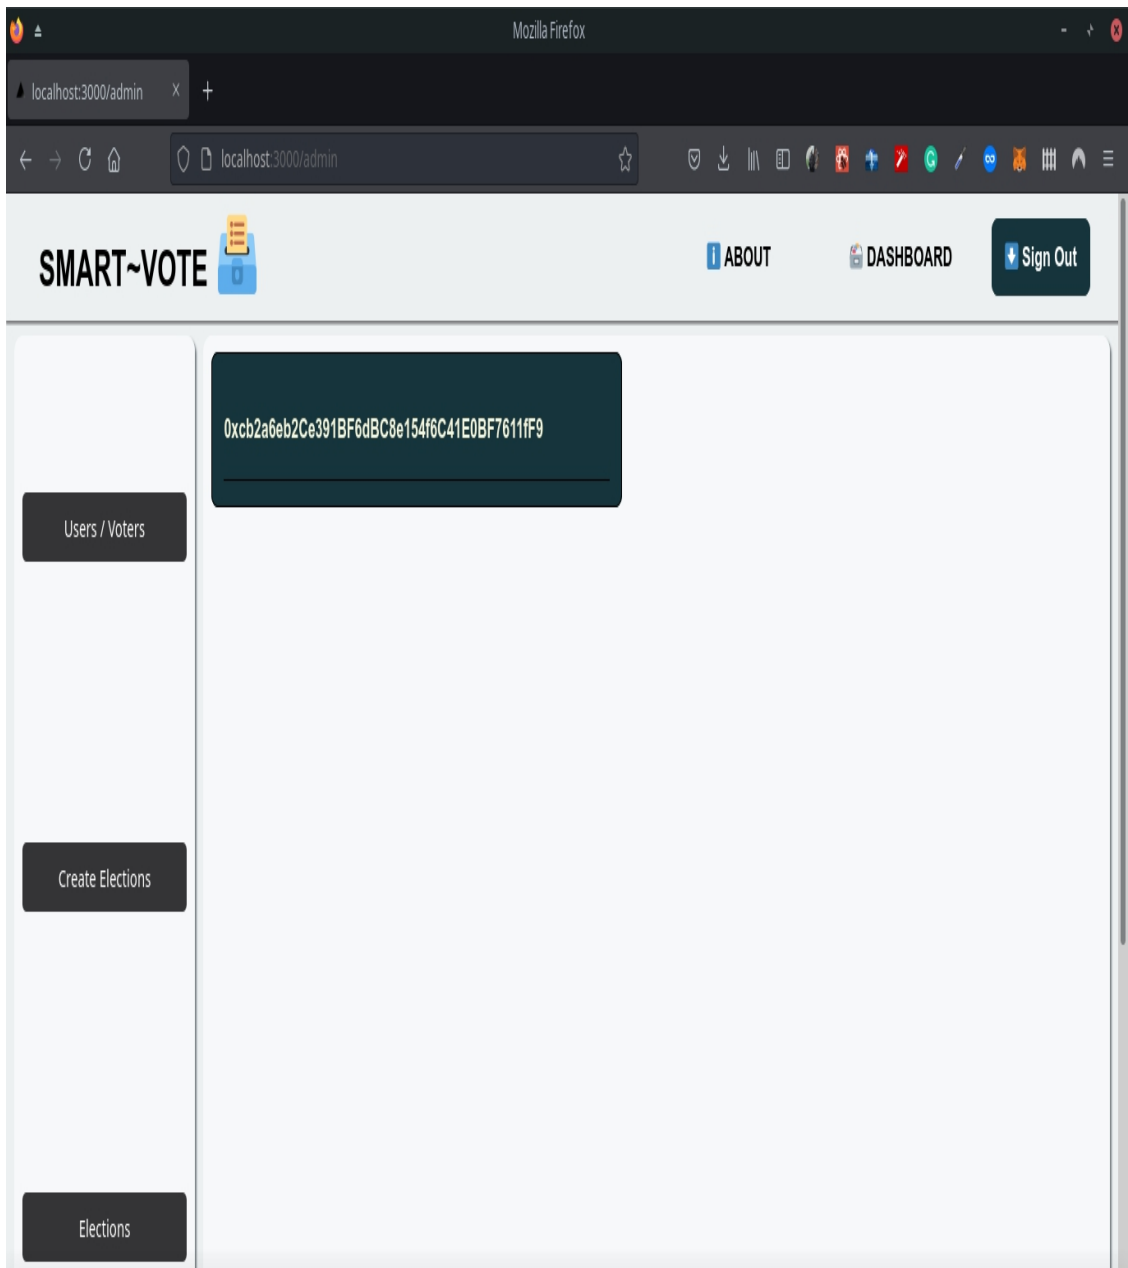 Mozilla Firefox
localhost:3000/admin
localhost:3000/admin
SMART~VOTE
ABOUT
DASHBOARD
Sign Out
0xcb2a6eb2Ce391BF6dBC8e154f6C41E0BF7611fF9
Users / Voters
Create Elections
Elections